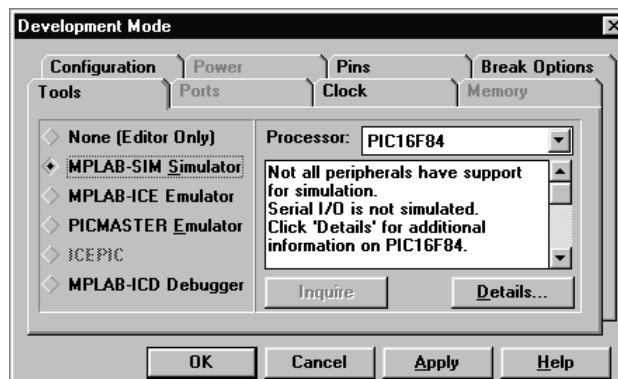 Development Mode
Configuration Power Pins Break Options
Tools Ports Clock Memory
None (Editor Only)
MPLAB-SIM Simulator
MPLAB-ICE Emulator
PICMASTER Emulator
ICEPIC
MPLAB-ICD Debugger
Processor: PIC16F84
Not all peripherals have support
for simulation.
Serial I/O is not simulated.
Click 'Details' for additional
information on PIC16F84.
Inquire Details...
OK Cancel Apply Help